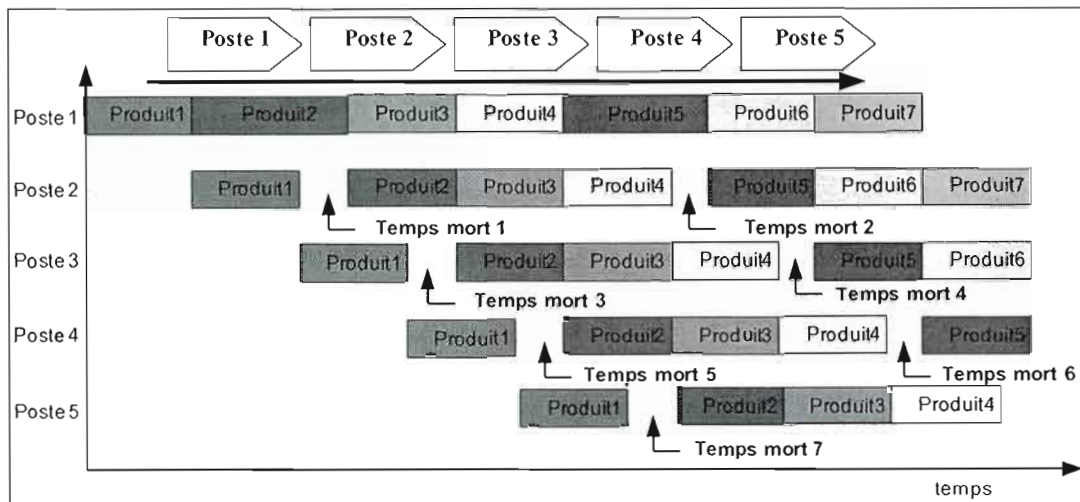 Poste 1 Poste 2 Poste 3 Poste 4 Poste 5
Poste 1 Produit1 Produit2 Produit3 Produit4 Produit5 Produit6 Produit7
Poste 2 Produit1 Produit2 Produit3 Produit4 Produit5 Produit6 Produit7
Temps mort 1 Temps mort 2
Poste 3 Produit1 Produit2 Produit3 Produit4 Produit5 Produit6
Temps mort 3 Temps mort 4
Poste 4 Produit1 Produit2 Produit3 Produit4 Produit5
Temps mort 5 Temps mort 6
Poste 5 Produit1 Produit2 Produit3 Produit4
Temps mort 7
temps